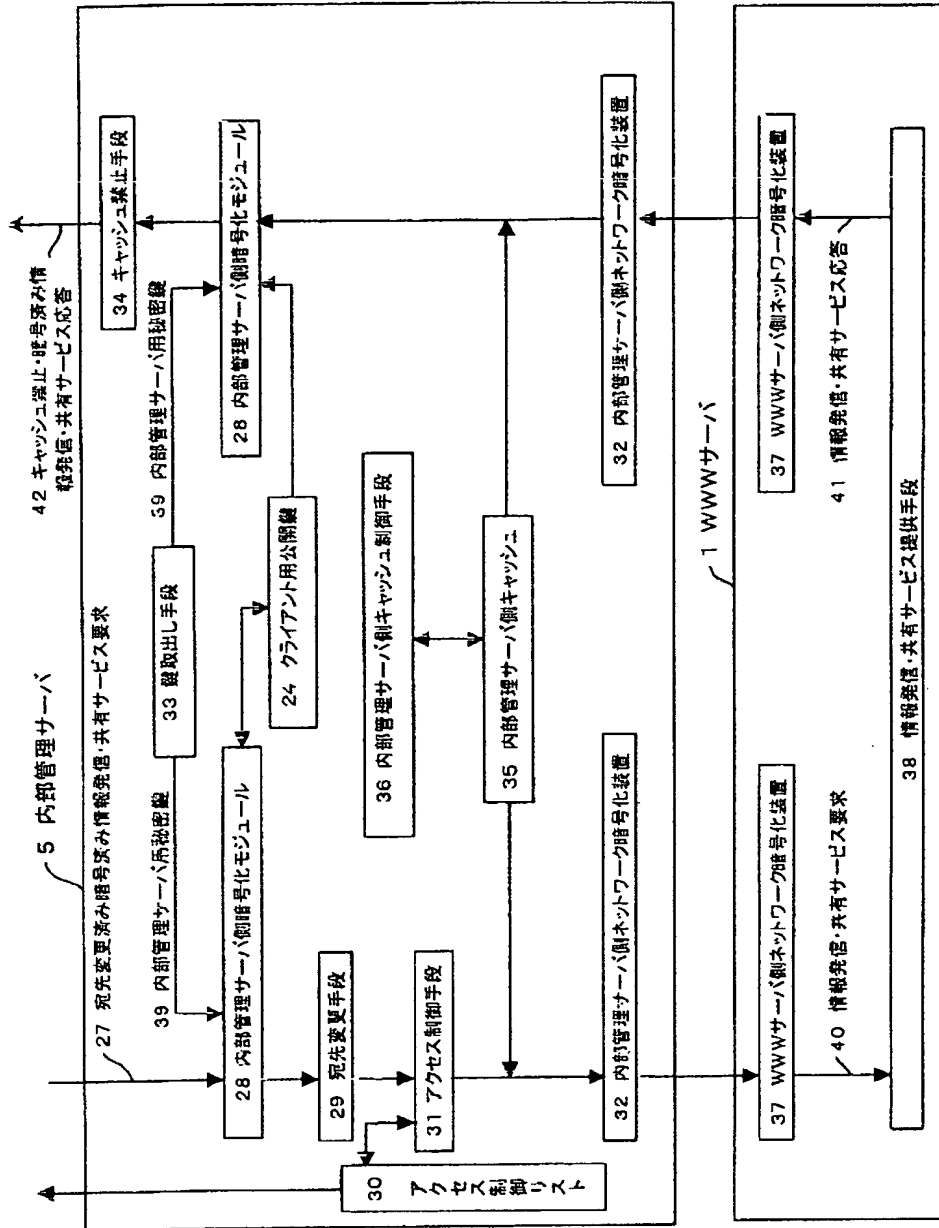 5 内部管理サーバ
27 宛先変更済み暗号済み情報発信・共有サービス要求
42 キャッシュ禁止・暗号済み情
報発信・共有サービス応答
34 キャッシュ禁止手段
39 内部管理サーバ用秘密鍵
33 鍵取出し手段
39 内部管理サーバ用秘密鍵
28 内部管理サーバ側暗号化モジュール
24 クライアント用公開鍵
28 内部管理サーバ側暗号化モジュール
29 宛先変更手段
36 内部管理サーバ側キャッシュ制御手段
30
アクセス制御リスト
31 アクセス制御手段
35 内部管理サーバ側キャッシュ
32 内部管理サーバ側ネットワーク暗号化装置
32 内部管理サーバ側ネットワーク暗号化装置
1 WWWサーバ
37 WWWサーバ側ネットワーク暗号化装置
37 WWWサーバ側ネットワーク暗号化装置
40 情報発信・共有サービス要求
41 情報発信・共有サービス応答
38 情報発信・共有サービス提供手段